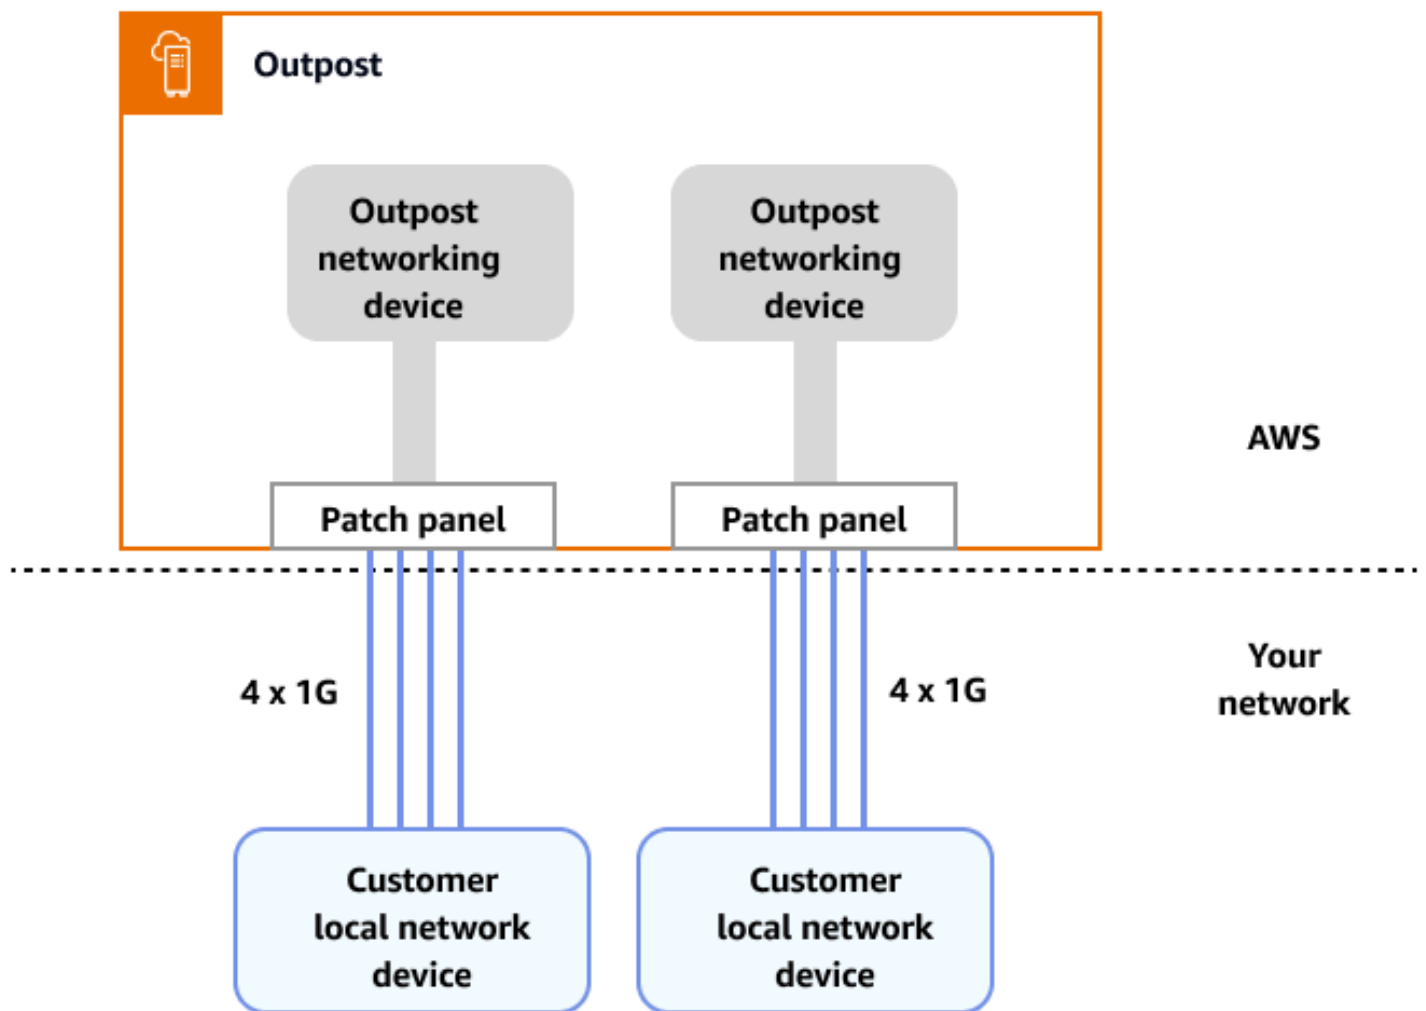 Outpost
Outpost
networking
device
Outpost
networking
device
AWS
Patch panel
Patch panel
Your
network
4 x 1G
4 x 1G
Customer
local network
device
Customer
local network
device